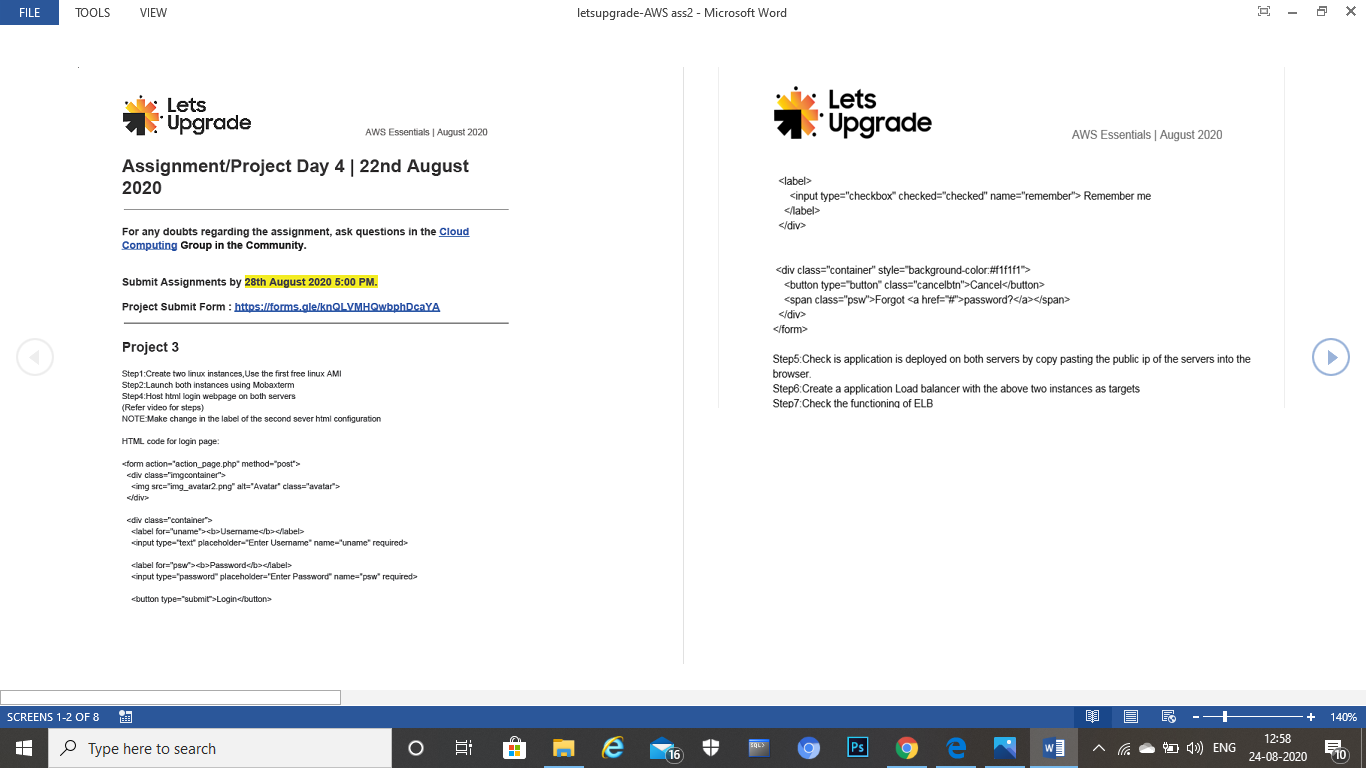 FILE TOOLS VIEW letsupgrade-AWS ass2 - Microsoft Word
Lets
Upgrade
AWS Essentials | August 2020
Assignment/Project Day 4 | 22nd August
2020
For any doubts regarding the assignment, ask questions in the Cloud
Computing Group in the Community.
Submit Assignments by 28th August 2020 5:00 PM.
Project Submit Form : https://forms.gle/knQLVMHQwbphDcaYA
Project 3
Step1:Create two linux instances,Use the first free linux AMI
Step2:Launch both instances using Mobaxterm
Step4:Host html login webpage on both servers
(Refer video for steps)
NOTE:Make change in the label of the second sever html configuration
HTML code for login page:
<form action="action_page.php" method="post">
<div class="imgcontainer">
<img src="img_avatar2.png" alt="Avatar" class="avatar">
</div>
<div class="container">
<label for="uname"><b>Username</b></label>
<input type="text" placeholder="Enter Username" name="uname" required>
<label for="psw"><b>Password</b></label>
<input type="password" placeholder="Enter Password" name="psw" required>
<button type="submit">Login</button>
Lets
Upgrade
AWS Essentials | August 2020
<label>
<input type="checkbox" checked="checked" name="remember"> Remember me
</label>
</div>
<div class="container" style="background-color:#f1f1f1">
<button type="button" class="cancelbtn">Cancel</button>
<span class="psw">Forgot <a href="#">password?</a></span>
</div>
</form>
Step5:Check is application is deployed on both servers by copy pasting the public ip of the servers into the
browser.
Step6:Create a application Load balancer with the above two instances as targets
Step7:Check the functioning of ELB
SCREENS 1-2 OF 8 140%
Type here to search 16 SQL> Ps ENG 12:58
24-08-2020 10